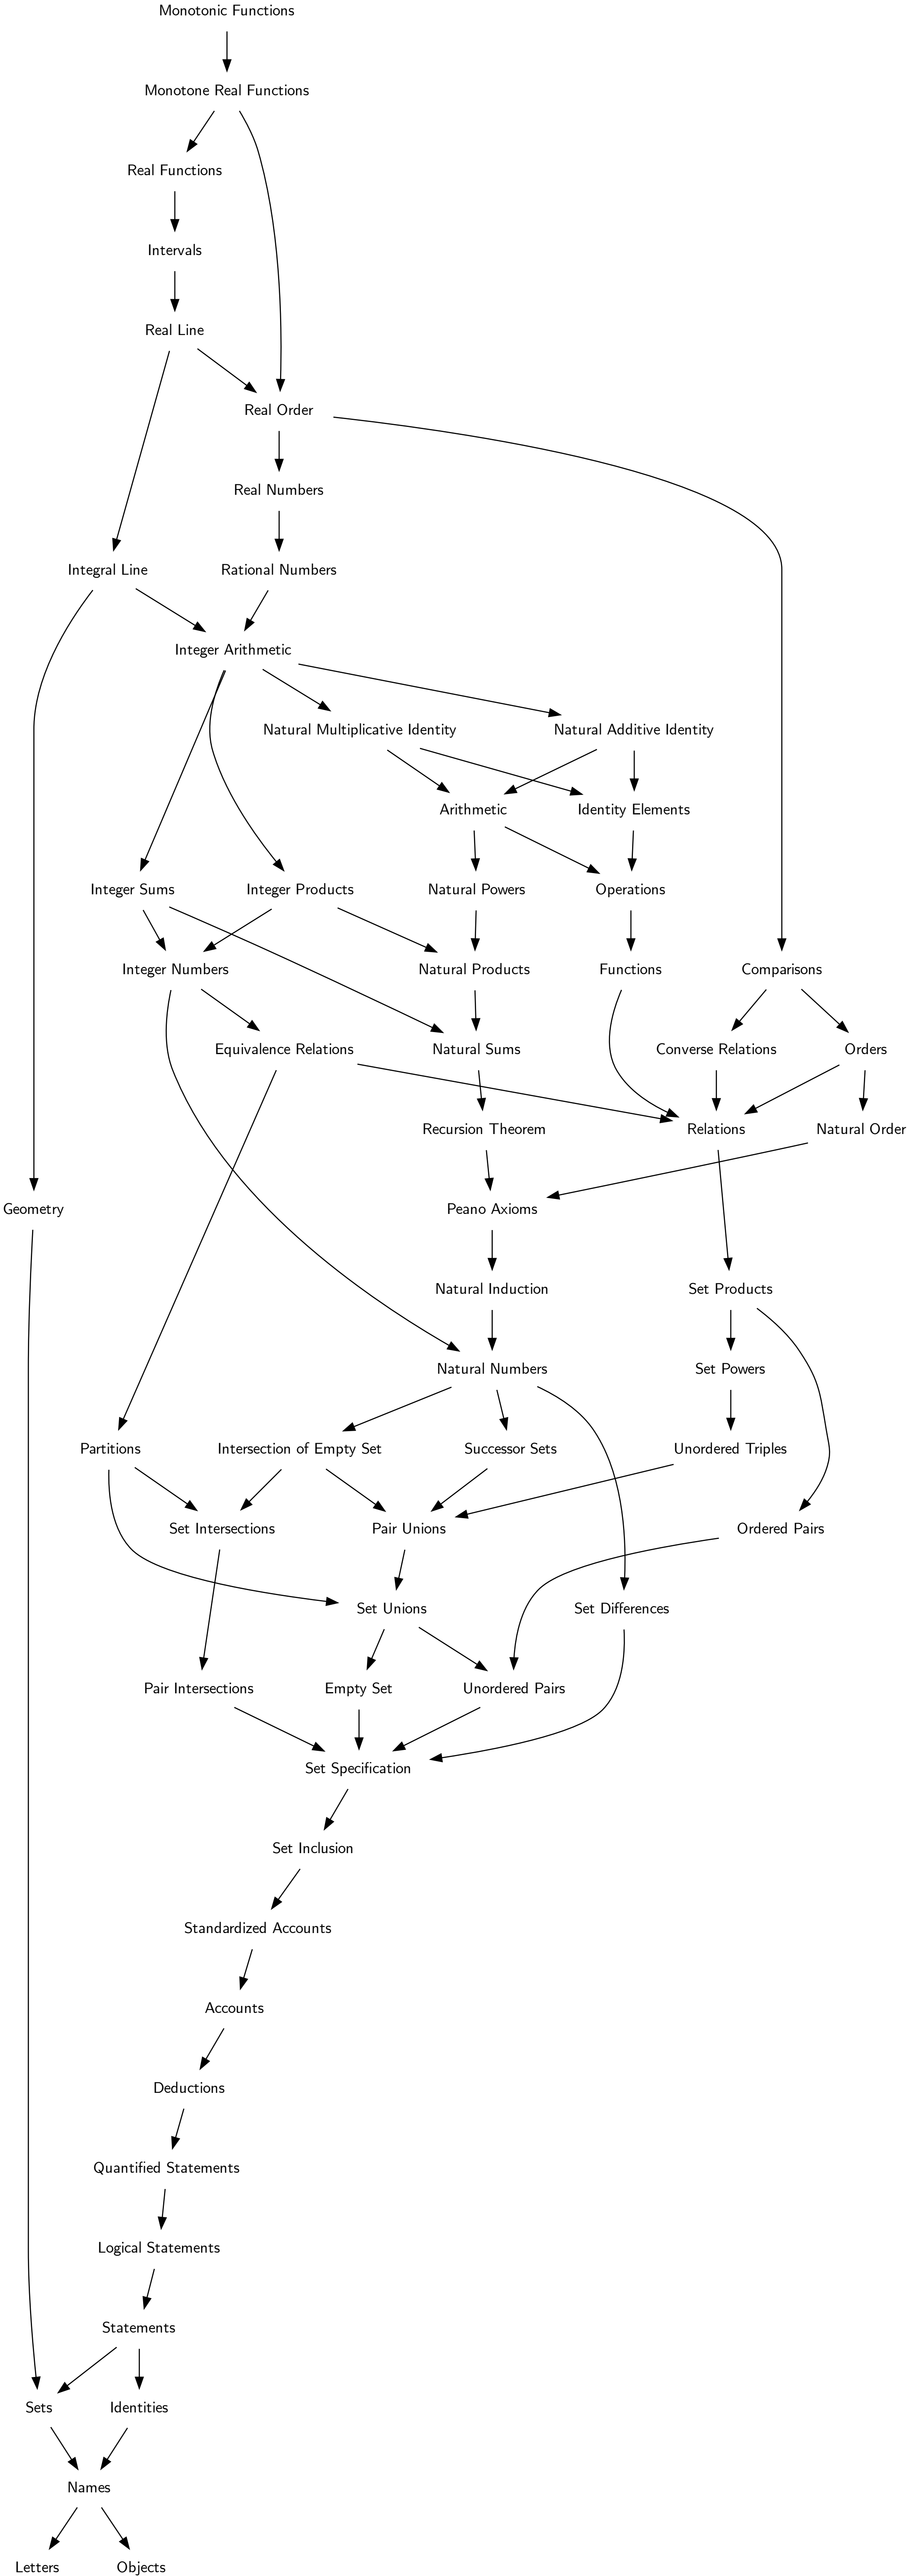 Monotonic Functions
Monotone Real Functions
Real Functions
Intervals
Real Line
Real Order
Real Numbers
Integral Line
Rational Numbers
Integer Arithmetic
Natural Multiplicative Identity
Natural Additive Identity
Arithmetic
Identity Elements
Integer Sums
Integer Products
Natural Powers
Operations
Integer Numbers
Natural Products
Functions
Comparisons
Equivalence Relations
Natural Sums
Converse Relations
Orders
Recursion Theorem
Relations
Natural Order
Geometry
Peano Axioms
Natural Induction
Set Products
Natural Numbers
Set Powers
Partitions
Intersection of Empty Set
Successor Sets
Unordered Triples
Set Intersections
Pair Unions
Ordered Pairs
Set Unions
Set Differences
Pair Intersections
Empty Set
Unordered Pairs
Set Specification
Set Inclusion
Standardized Accounts
Accounts
Deductions
Quantified Statements
Logical Statements
Statements
Sets
Identities
Names
Letters
Objects